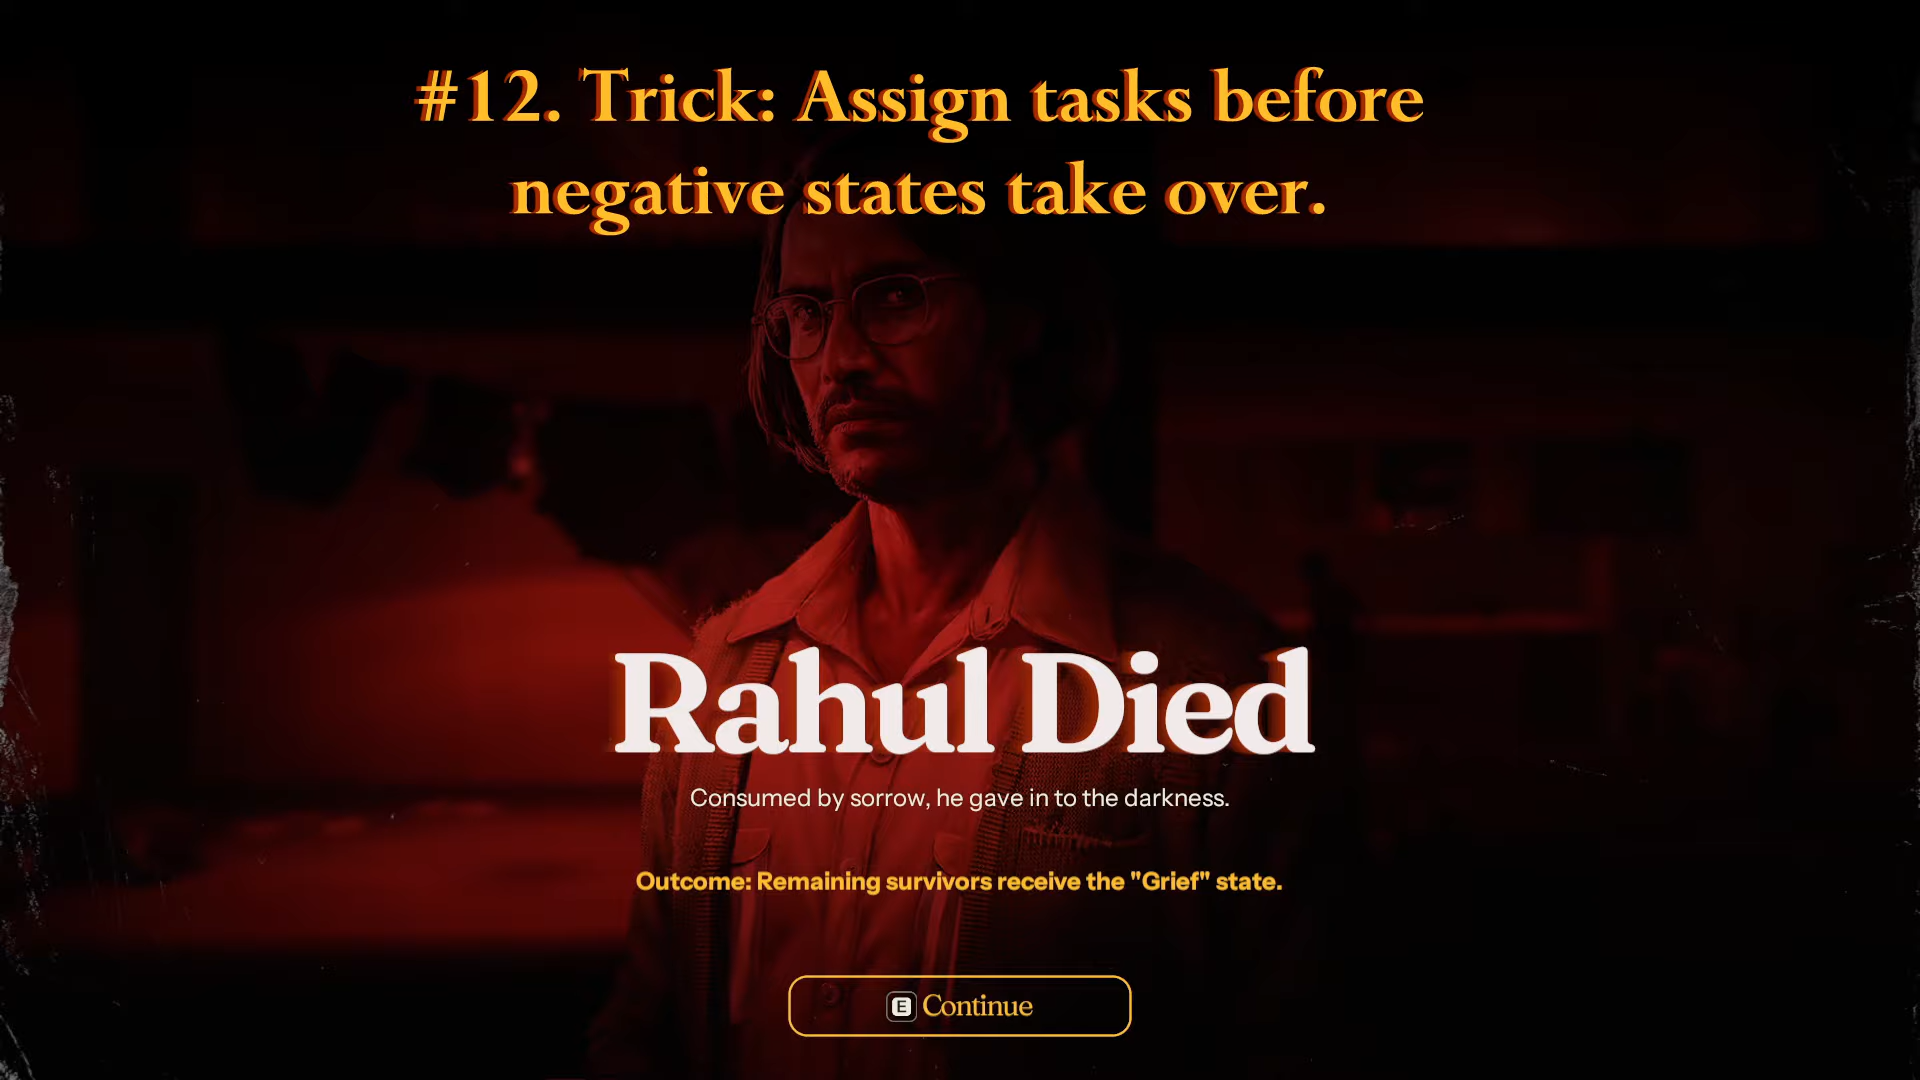 #12. Trick: Assign tasks before
negative states take over.
Rahul Died
Consumed by sorrow, he gave in to the darkness.
Outcome: Remaining survivors receive the "Grief" state.
E Continue